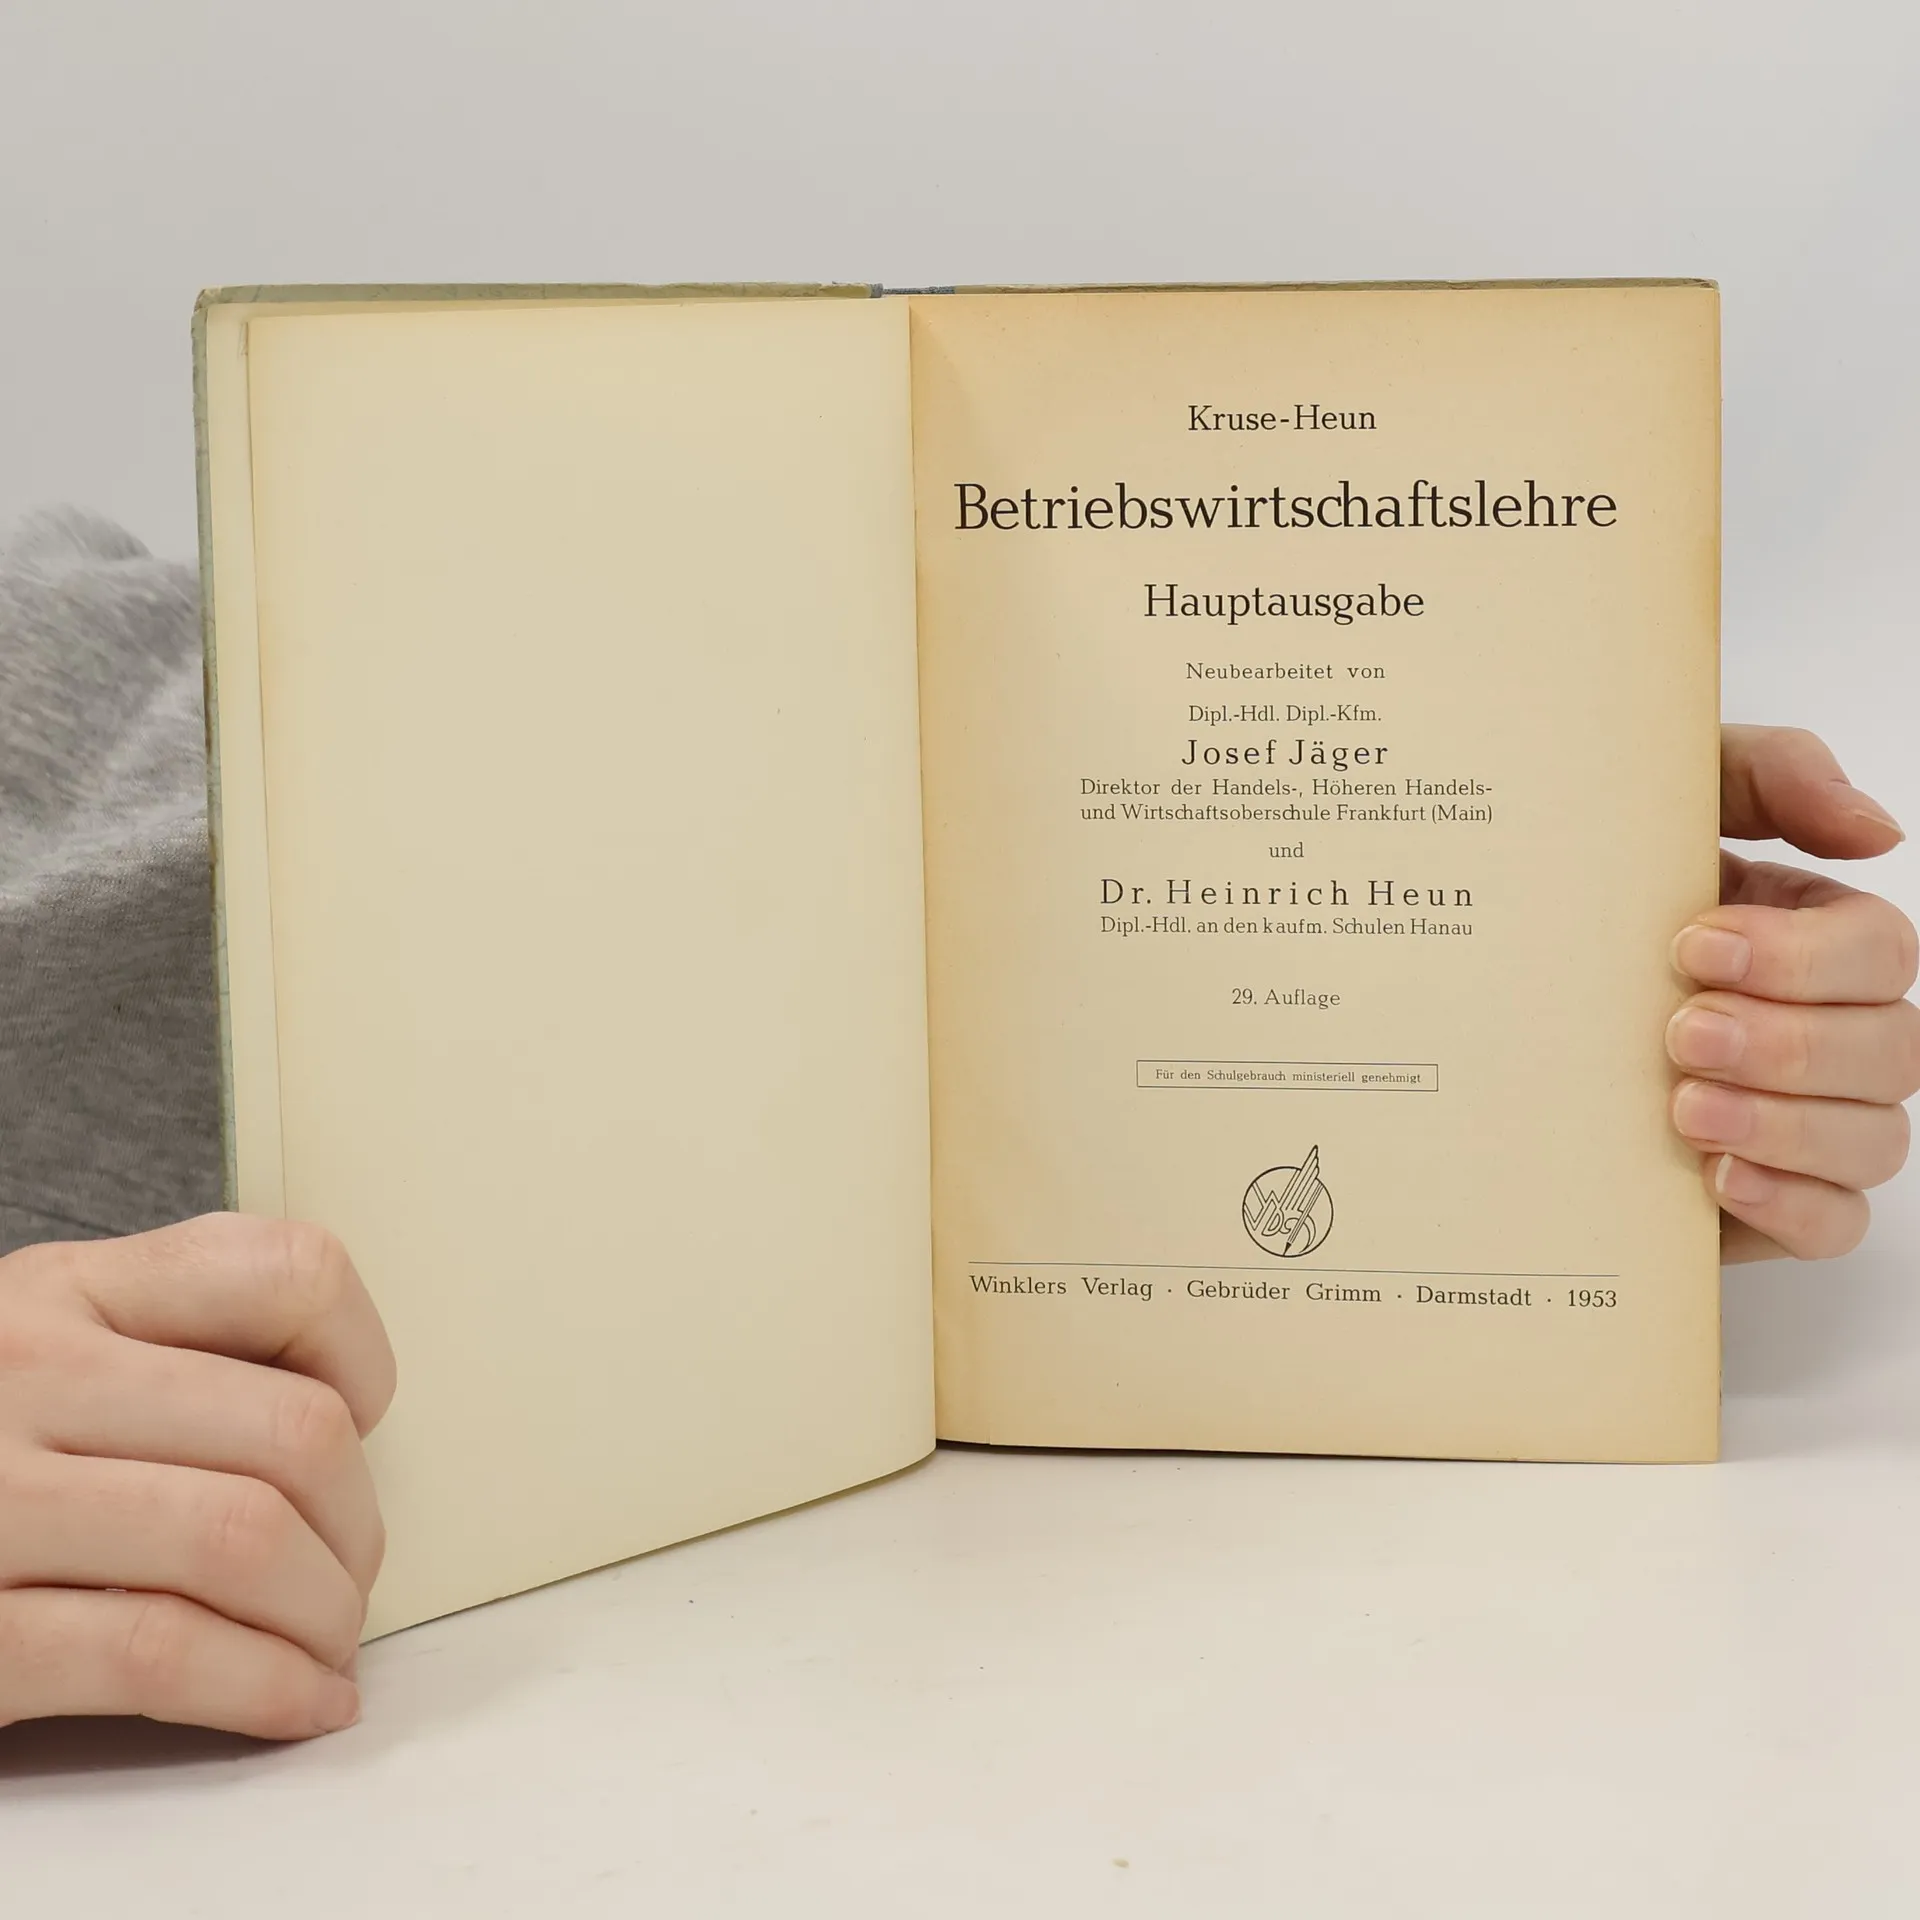 Kruse-Heun
Betriebswirtschaftslehre
Hauptausgabe
Neubearbeitet von
Dipl.-Hdl. Dipl.-Kfm.
Josef Jäger
Direktor der Handels-, Höheren Handels-
und Wirtschaftsoberschule Frankfurt (Main)
und
Dr. Heinrich Heun
Dipl.-Hdl. an den kaufm. Schulen Hanau
29. Auflage
Für den Schulgebrauch ministeriell genehmigt
Winklers Verlag · Gebrüder Grimm · Darmstadt · 1953